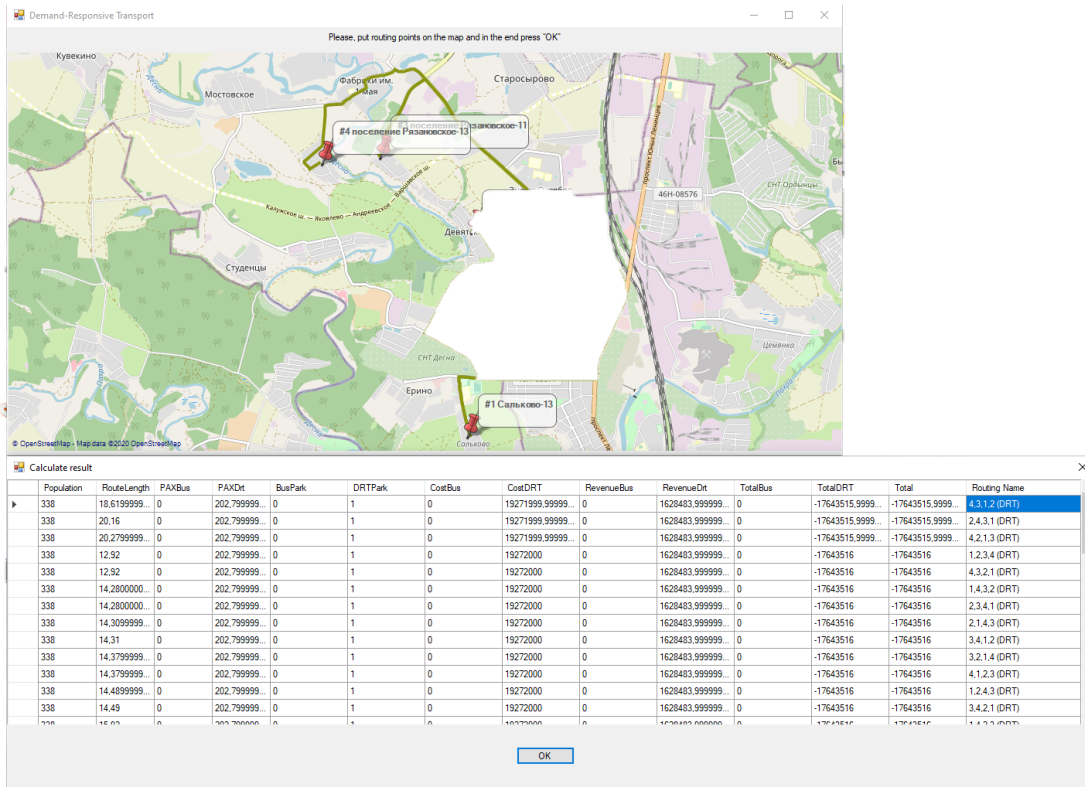 Demand-Responsive Transport
Please, put routing points on the map and in the end press "OK"
Кувекино
Десна
Мостовское
Фабрики им.
1 мая
Старосырово
#4 поселение Рязановское-13
поселение Рязановское-11
проспект Юных Ленинцев
46Н-08576
СНТ Ордынцы
Десна
Калужское ш. — Яковлево — Андреевское — Варшавское ш.
Студенцы
СНТ Десна
Цемянка
Ерино
Пахра
#1 Сальково-13
Сальково
© OpenStreetMap - Map data ©2020 OpenStreetMap
Calculate result
Population RouteLength PAXBus PAXDrt BusPark DRTPark CostBus CostDRT RevenueBus RevenueDrt TotalBus TotalDRT Total Routing Name
338 18,6199999... 0 202,799999... 0 1 0 19271999,99999... 0 1628483,999999... 0 -17643515,9999... -17643515,9999... 4,3,1,2 (DRT)
338 20,16 0 202,799999... 0 1 0 19271999,99999... 0 1628483,999999... 0 -17643515,9999... -17643515,9999... 2,4,3,1 (DRT)
338 20,2799999... 0 202,799999... 0 1 0 19271999,99999... 0 1628483,999999... 0 -17643515,9999... -17643515,9999... 4,2,1,3 (DRT)
338 12,92 0 202,799999... 0 1 0 19272000 0 1628483,999999... 0 -17643516 -17643516 1,2,3,4 (DRT)
338 12,92 0 202,799999... 0 1 0 19272000 0 1628483,999999... 0 -17643516 -17643516 4,3,2,1 (DRT)
338 14,2800000... 0 202,799999... 0 1 0 19272000 0 1628483,999999... 0 -17643516 -17643516 1,4,3,2 (DRT)
338 14,2800000... 0 202,799999... 0 1 0 19272000 0 1628483,999999... 0 -17643516 -17643516 2,3,4,1 (DRT)
338 14,3099999... 0 202,799999... 0 1 0 19272000 0 1628483,999999... 0 -17643516 -17643516 2,1,4,3 (DRT)
338 14,31 0 202,799999... 0 1 0 19272000 0 1628483,999999... 0 -17643516 -17643516 3,4,1,2 (DRT)
338 14,3799999... 0 202,799999... 0 1 0 19272000 0 1628483,999999... 0 -17643516 -17643516 3,2,1,4 (DRT)
338 14,3799999... 0 202,799999... 0 1 0 19272000 0 1628483,999999... 0 -17643516 -17643516 4,1,2,3 (DRT)
338 14,4899999... 0 202,799999... 0 1 0 19272000 0 1628483,999999... 0 -17643516 -17643516 1,2,4,3 (DRT)
338 14,49 0 202,799999... 0 1 0 19272000 0 1628483,999999... 0 -17643516 -17643516 3,4,2,1 (DRT)
OK